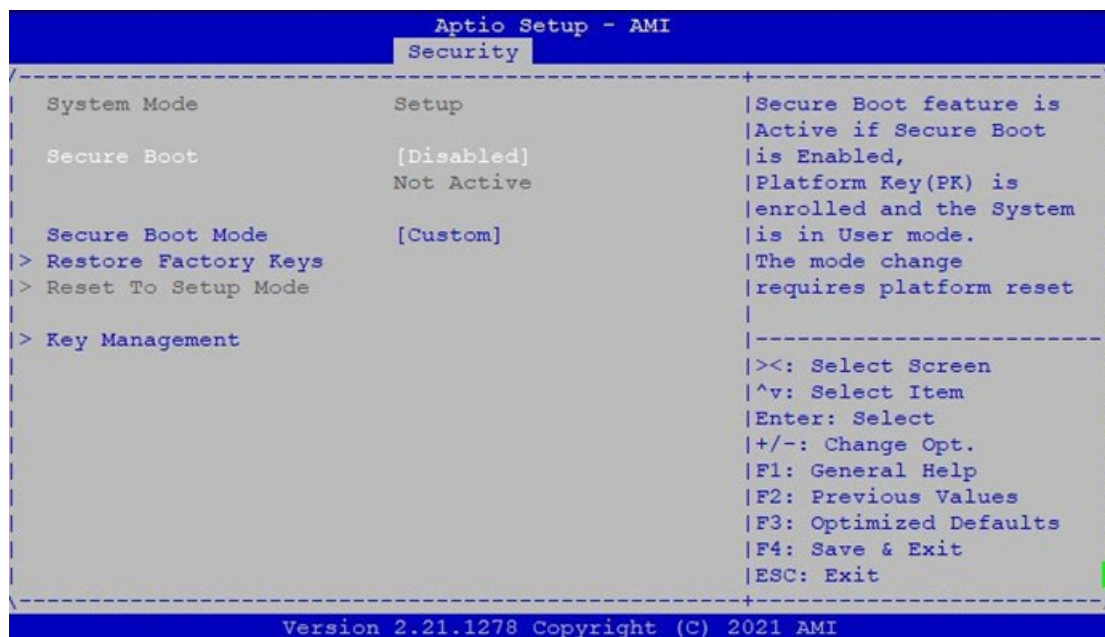 Aptio Setup - AMI
Security
System Mode Setup
Secure Boot [Disabled]
Not Active
Secure Boot Mode [Custom]
> Restore Factory Keys
> Reset To Setup Mode
> Key Management
Secure Boot feature is
Active if Secure Boot
is Enabled,
Platform Key(PK) is
enrolled and the System
is in User mode.
The mode change
requires platform reset
><: Select Screen
^v: Select Item
Enter: Select
+/-: Change Opt.
F1: General Help
F2: Previous Values
F3: Optimized Defaults
F4: Save & Exit
ESC: Exit
Version 2.21.1278 Copyright (C) 2021 AMI